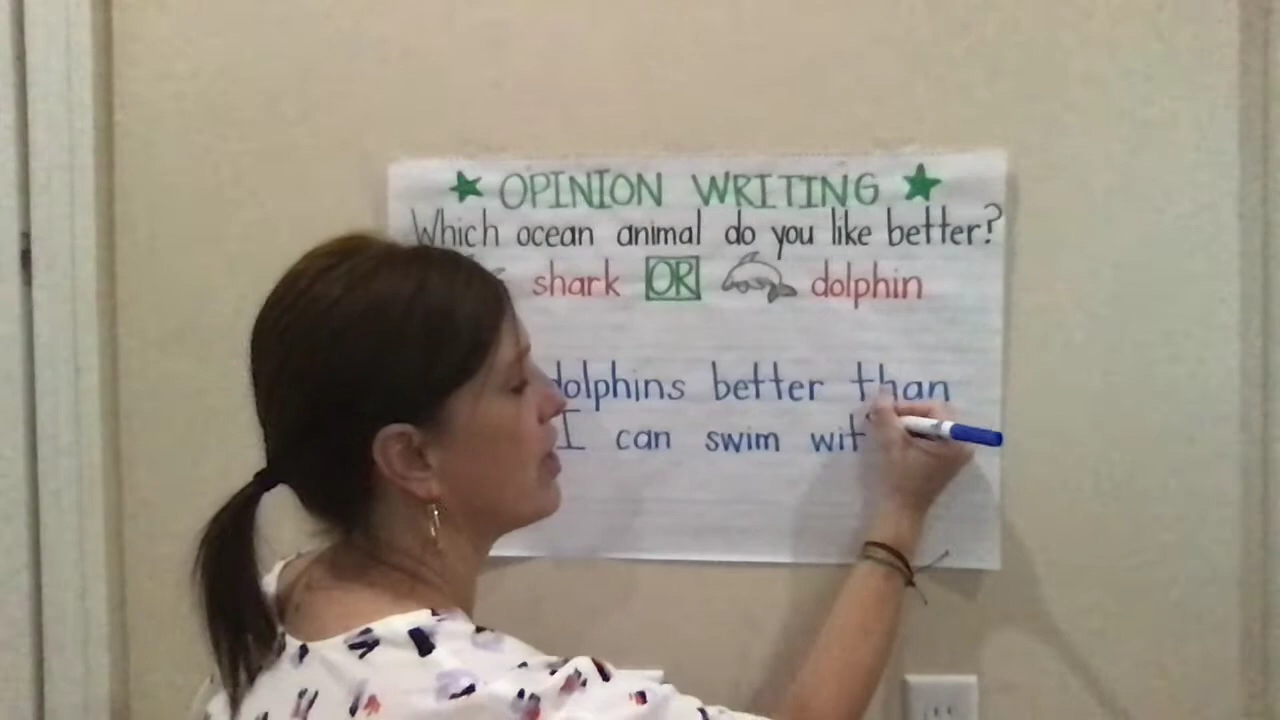 OPINION WRITING
Which ocean animal do you like better?
shark OR dolphin
dolphins better than
I can swim wit